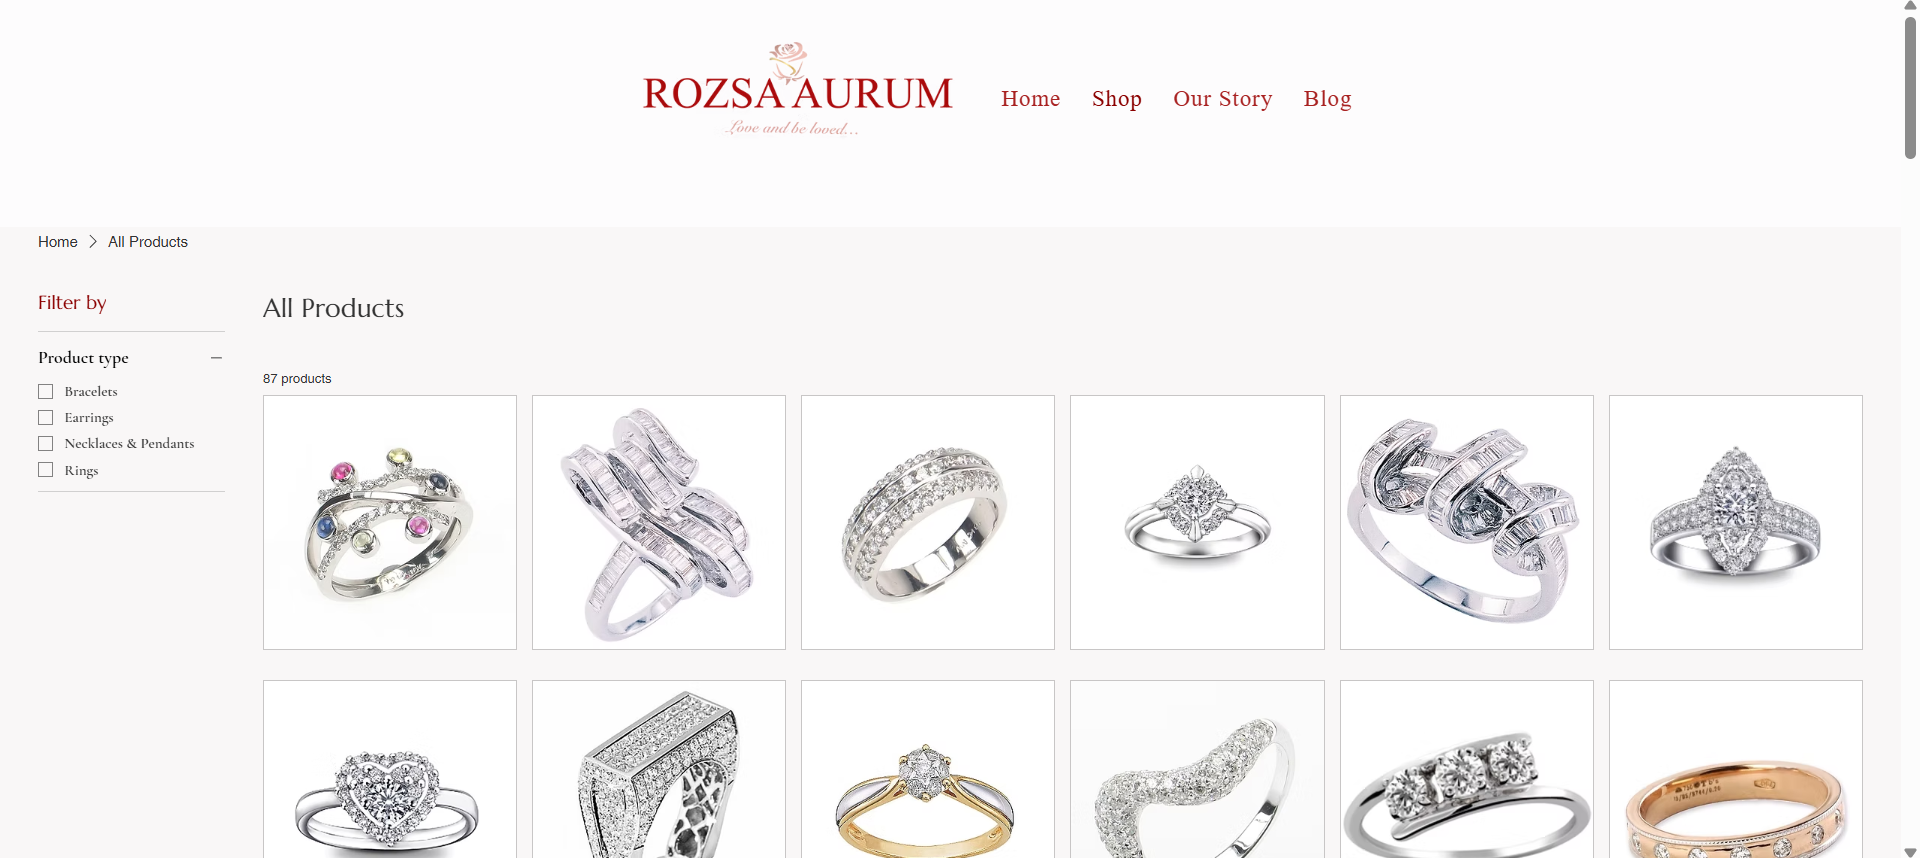 ROZSA AURUM
Love and be loved...
Home
Shop
Our Story
Blog
Home
All Products
Filter by
All Products
Product type
87 products
Bracelets
Earrings
Necklaces & Pendants
Rings